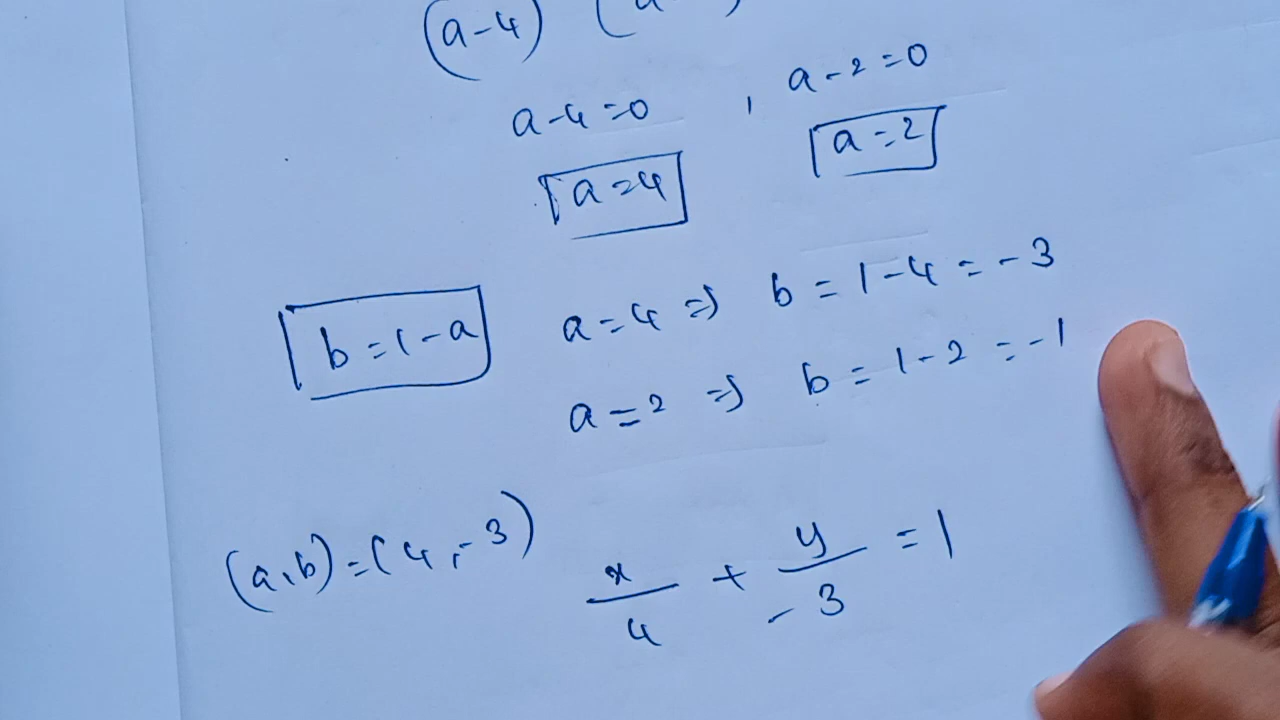 (a-4) (a
a-4=0 , a-2=0
a=4 a=2
b=1-a a=4 ⇒ b=1-4=-3
a=2 ⇒ b=1-2=-1
(a,b)=(4,-3) x/4 + y/-3 =1